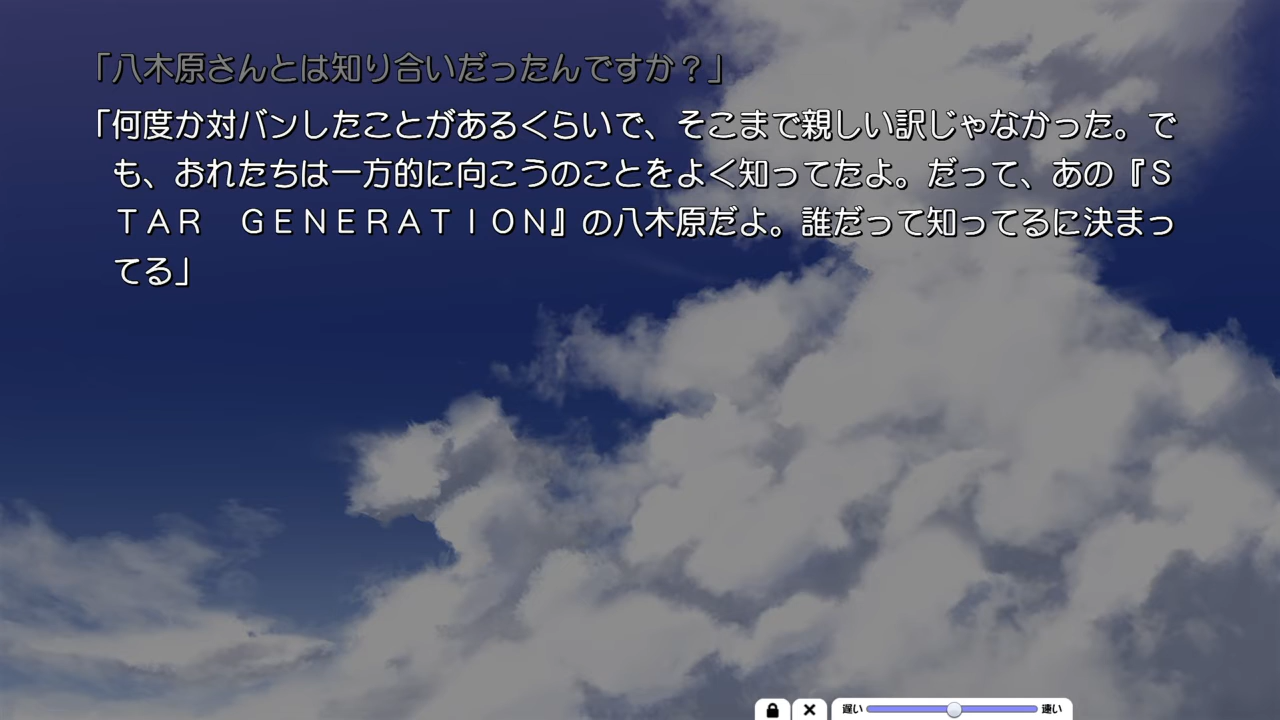 「八木原さんとは知り合いだったんですか？」
「何度か対バンしたことがあるくらいで、そこまで親しい訳じゃなかった。で
も、おれたちは一方的に向こうのことをよく知ってたよ。だって、あの『Ｓ
ＴＡＲ　ＧＥＮＥＲＡＴＩＯＮ』の八木原だよ。誰だって知ってるに決まっ
てる」
遅い 速い